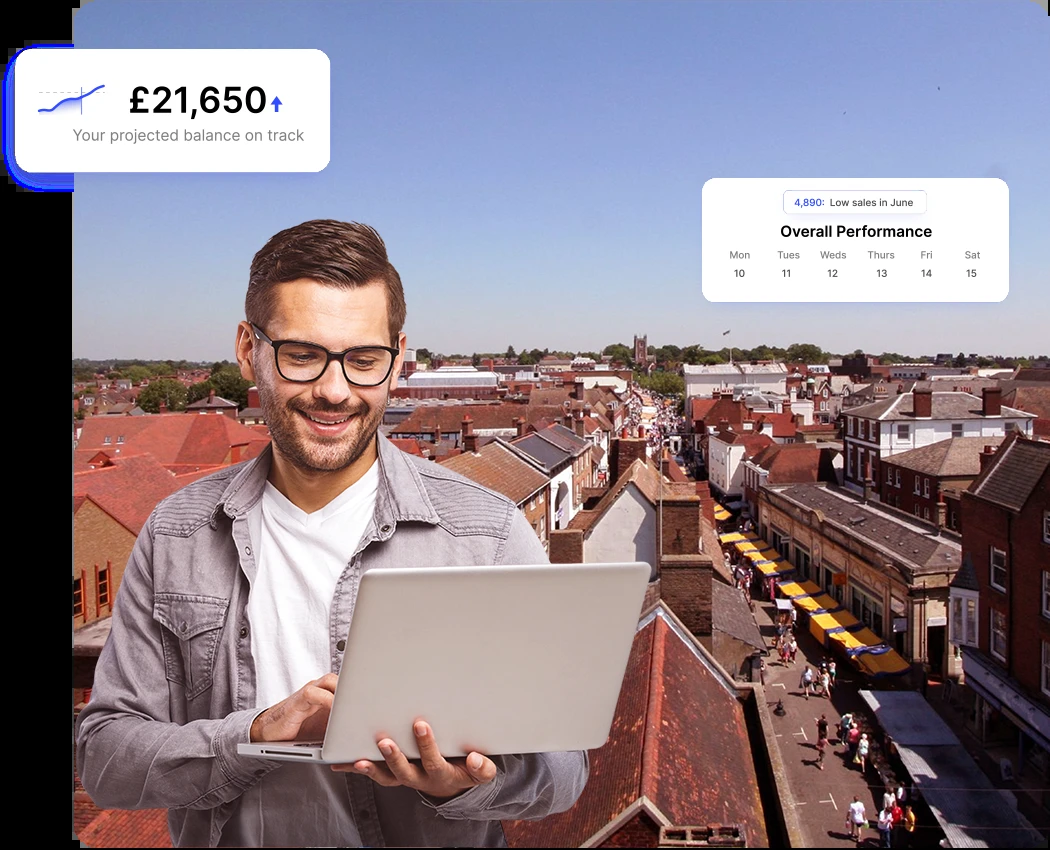 £21,650
Your projected balance on track
4,890: Low sales in June
Overall Performance
Mon Tues Weds Thurs Fri Sat
10 11 12 13 14 15